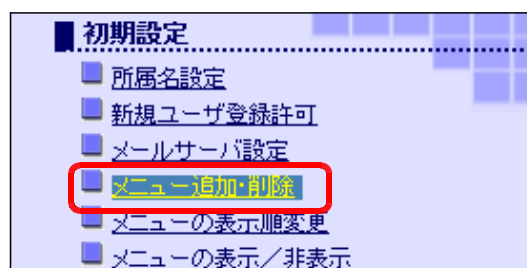 初期設定
所属名設定
新規ユーザ登録許可
メールサーバ設定
メニュー追加・削除
メニューの表示順変更
メニューの表示／非表示